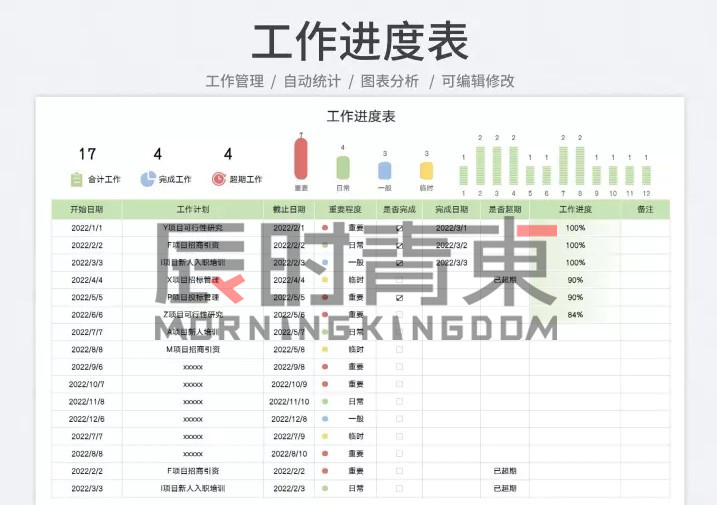 工作进度表
工作管理 / 自动统计 / 图表分析 / 可编辑修改
工作进度表
17 4 4
合计工作 完成工作 超期工作
7 4 3 3
重要 日常 一般 临时
1 2 2 2 1 1 2 2 1 1 1 1
1 2 3 4 5 6 7 8 9 10 11 12
开始日期 工作计划 截止日期 重要程度 是否完成 完成日期 是否超期 工作进度 备注
2022/1/1 Y项目可行性研究 2022/2/1 重要 2022/3/1 100%
2022/2/2 F项目招商引资 2022/2/2 日常 2022/3/2 100%
2022/3/3 I项目新人入职培训 2022/2/3 一般 2022/3/3 100%
2022/4/4 X项目招标管理 2022/4/4 临时 已超期 90%
2022/5/5 P项目投标管理 2022/5/5 重要 90%
2022/6/6 Z项目可行性研究 2022/5/6 重要 84%
2022/7/7 A项目新人培训 2022/5/7 日常
2022/8/8 M项目招商引资 2022/5/8 临时
2022/9/6 xxxxx 2022/9/8 重要
2022/10/7 xxxxx 2022/10/9 重要
2022/11/8 xxxxx 2022/11/10 日常
2022/12/6 xxxxx 2022/12/8 一般
2022/7/7 xxxxx 2022/7/9 临时
2022/8/8 xxxxx 2022/8/10 重要
2022/2/2 F项目招商引资 2022/2/2 重要 已超期
2022/3/3 I项目新人入职培训 2022/2/3 日常 已超期
辰时青東
MORNING KINGDOM